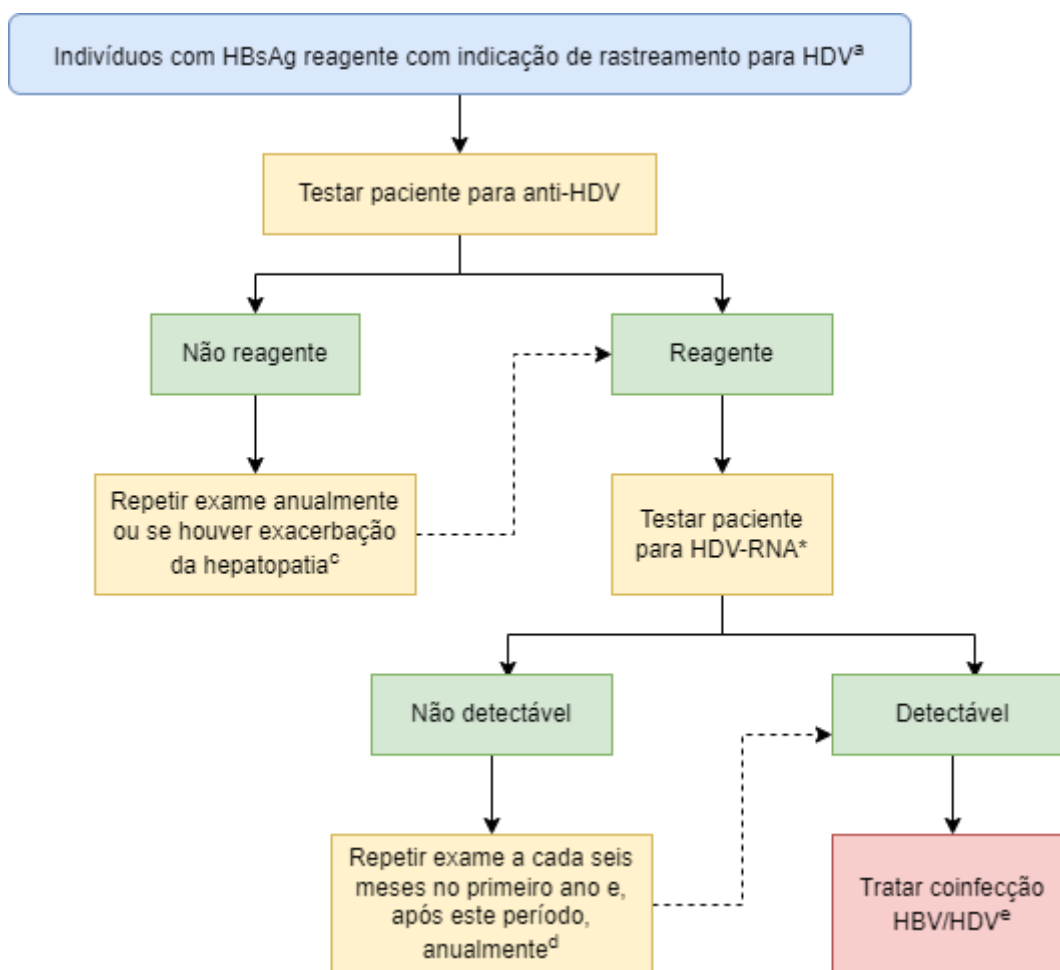 Indivíduos com HBsAg reagente com indicação de rastreamento para HDVᵃ
Testar paciente para anti-HDV
Não reagente
Reagente
Repetir exame anualmente
ou se houver exacerbação
da hepatopatiaᶜ
Testar paciente
para HDV-RNA*
Não detectável
Detectável
Repetir exame a cada seis
meses no primeiro ano e,
após este período,
anualmenteᵈ
Tratar coinfecção
HBV/HDVᵉ